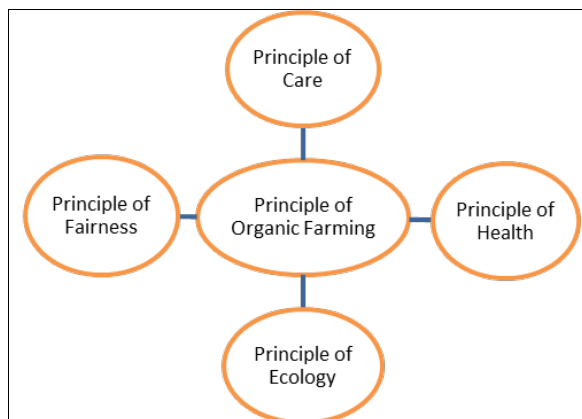 Principle of
Care
Principle of
Fairness
Principle of
Organic Farming
Principle of
Health
Principle of
Ecology